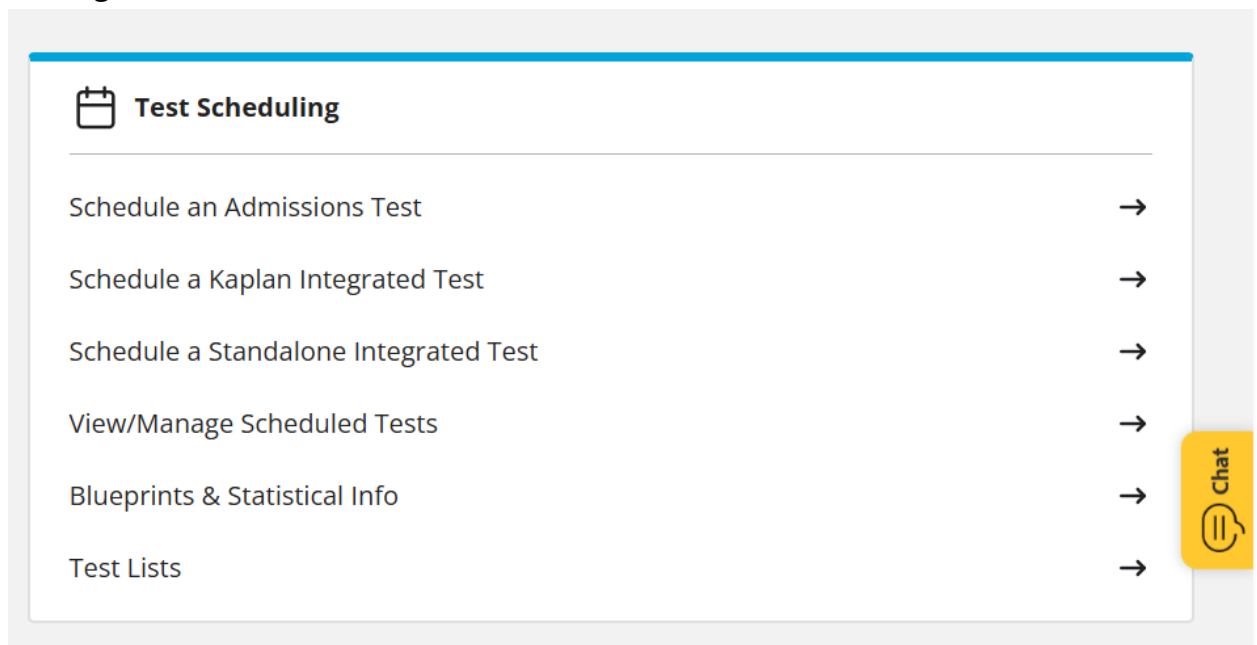 Test Scheduling
Schedule an Admissions Test
Schedule a Kaplan Integrated Test
Schedule a Standalone Integrated Test
View/Manage Scheduled Tests
Blueprints & Statistical Info
Test Lists
Chat